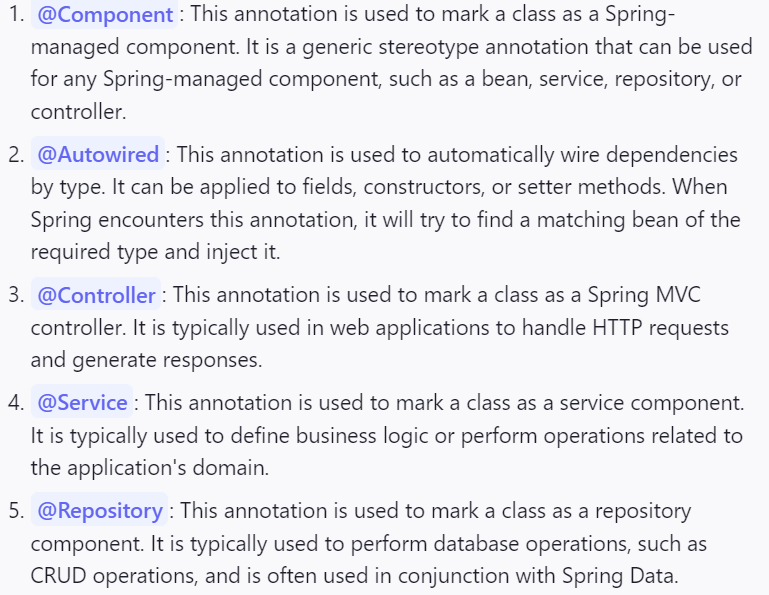 1. @Component : This annotation is used to mark a class as a Spring-
managed component. It is a generic stereotype annotation that can be used
for any Spring-managed component, such as a bean, service, repository, or
controller.
2. @Autowired : This annotation is used to automatically wire dependencies
by type. It can be applied to fields, constructors, or setter methods. When
Spring encounters this annotation, it will try to find a matching bean of the
required type and inject it.
3. @Controller : This annotation is used to mark a class as a Spring MVC
controller. It is typically used in web applications to handle HTTP requests
and generate responses.
4. @Service : This annotation is used to mark a class as a service component.
It is typically used to define business logic or perform operations related to
the application's domain.
5. @Repository : This annotation is used to mark a class as a repository
component. It is typically used to perform database operations, such as
CRUD operations, and is often used in conjunction with Spring Data.